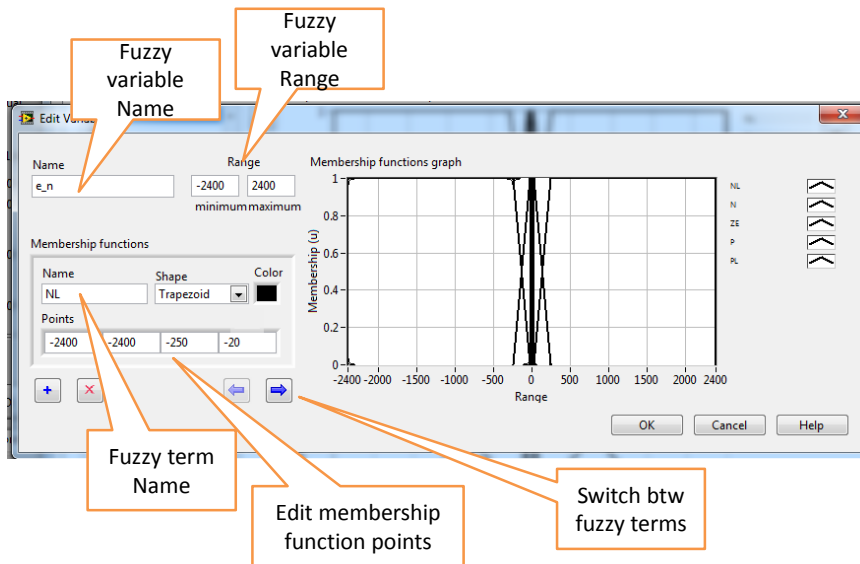 Fuzzy
variable
Name
Fuzzy
variable
Range
Edit
Name
Range
Membership functions graph
e_n
-2400 2400
minimum maximum
Membership functions
Name
Shape
Color
NL
Trapezoid
Points
-2400 -2400 -250 -20
+
×
Membership (u)
1
0.8
0.6
0.4
0.2
0
-2400 -2000 -1500 -1000 -500 0 500 1000 1500 2000 2400
Range
NL
N
ZE
P
PL
OK Cancel Help
Fuzzy term
Name
Edit membership
function points
Switch btw
fuzzy terms